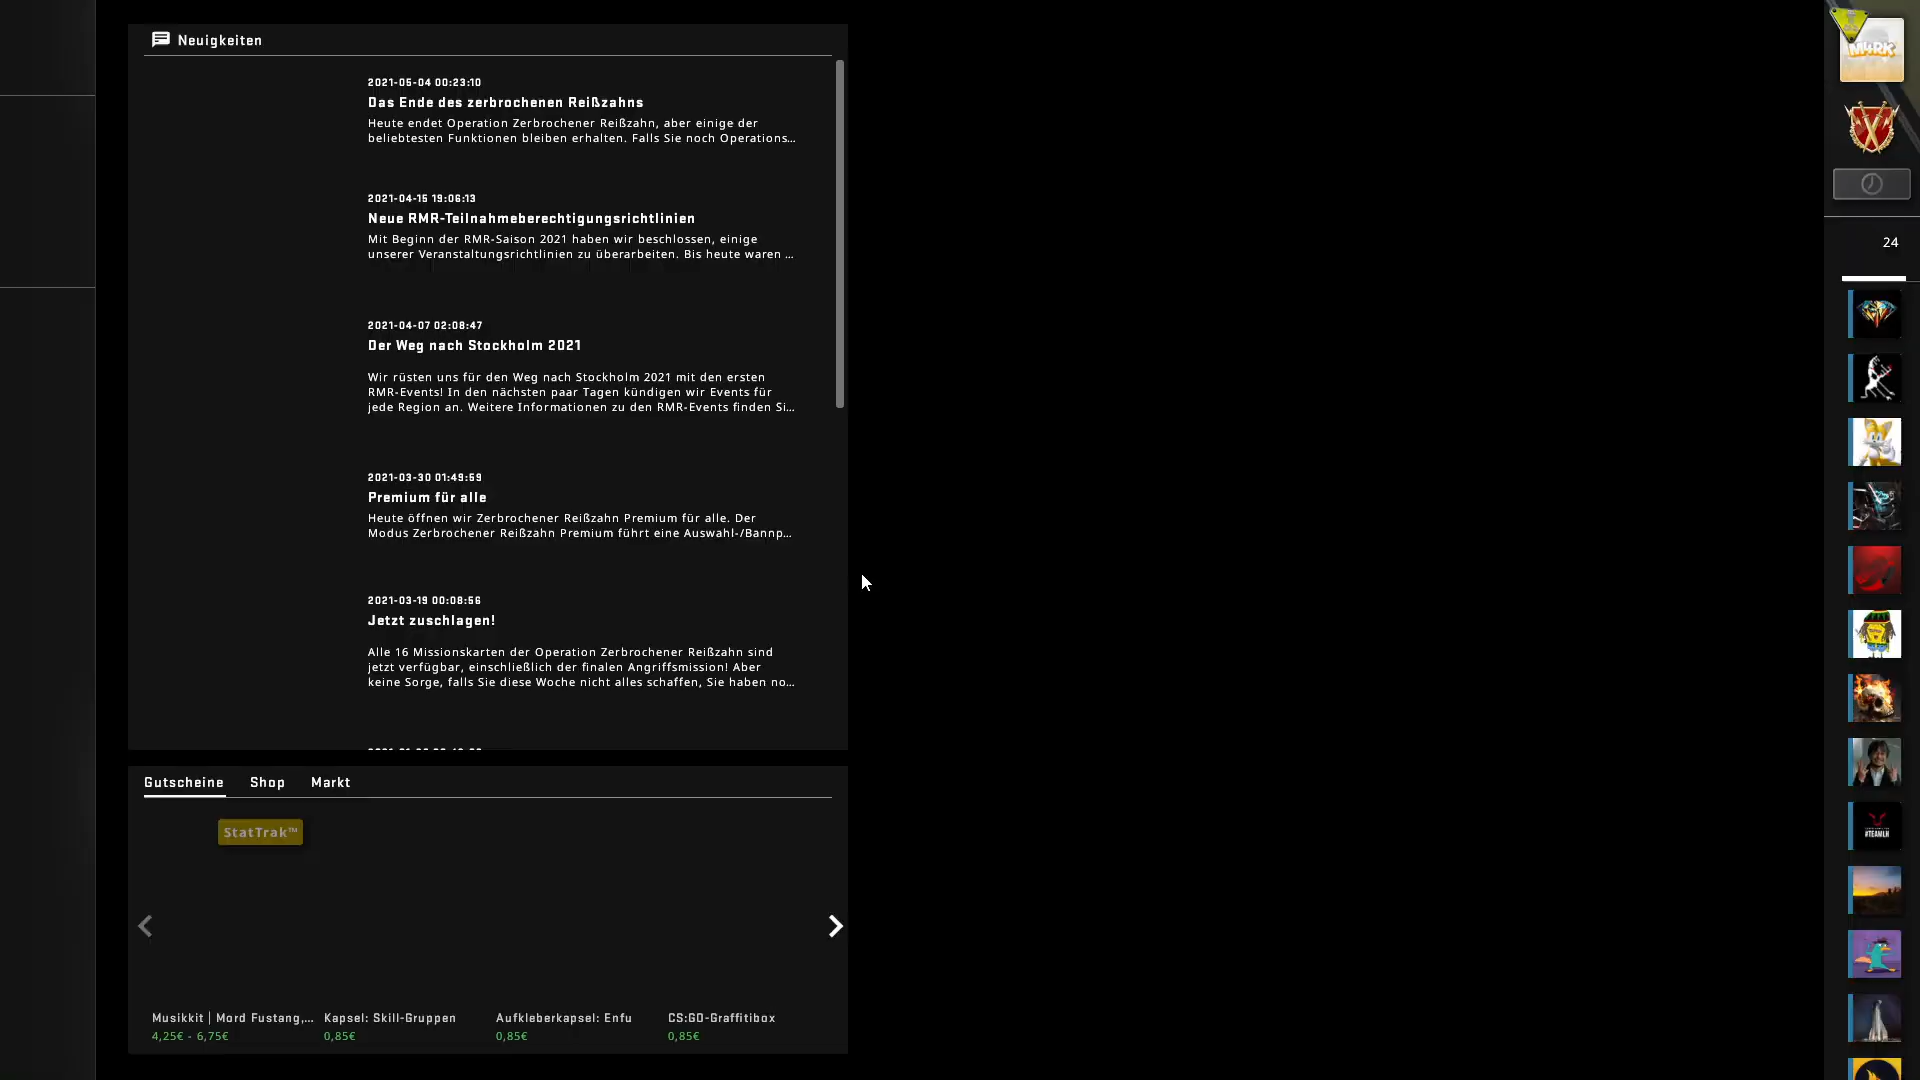 Neuigkeiten
2021-05-04 00:23:10
Das Ende des zerbrochenen Reißzahns
Heute endet Operation Zerbrochener Reißzahn, aber einige der
beliebtesten Funktionen bleiben erhalten. Falls Sie noch Operations...
2021-04-15 19:06:13
Neue RMR-Teilnahmeberechtigungsrichtlinien
Mit Beginn der RMR-Saison 2021 haben wir beschlossen, einige
unserer Veranstaltungsrichtlinien zu überarbeiten. Bis heute waren ...
2021-04-07 02:08:47
Der Weg nach Stockholm 2021
Wir rüsten uns für den Weg nach Stockholm 2021 mit den ersten
RMR-Events! In den nächsten paar Tagen kündigen wir Events für
jede Region an. Weitere Informationen zu den RMR-Events finden Si...
2021-03-30 01:49:59
Premium für alle
Heute öffnen wir Zerbrochener Reißzahn Premium für alle. Der
Modus Zerbrochener Reißzahn Premium führt eine Auswahl-/Bannp...
2021-03-19 00:08:56
Jetzt zuschlagen!
Alle 16 Missionskarten der Operation Zerbrochener Reißzahn sind
jetzt verfügbar, einschließlich der finalen Angriffsmission! Aber
keine Sorge, falls Sie diese Woche nicht alles schaffen, Sie haben no...
Gutscheine Shop Markt
StatTrak™
Musikkit | Mord Fustang,... Kapsel: Skill-Gruppen Aufkleberkapsel: Enfu CS:GO-Graffitibox
4,25€ - 6,75€ 0,85€ 0,85€ 0,85€
M4RK
24
#TEAMLH